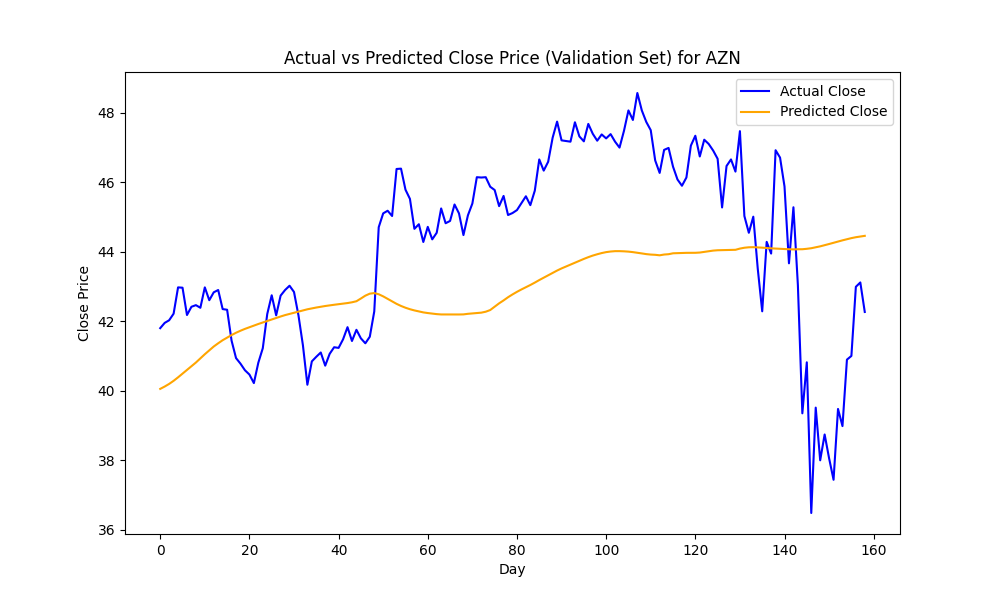 Actual vs Predicted Close Price (Validation Set) for AZN
Actual Close
Predicted Close
Close Price
48
46
44
42
40
38
36
0 20 40 60 80 100 120 140 160
Day